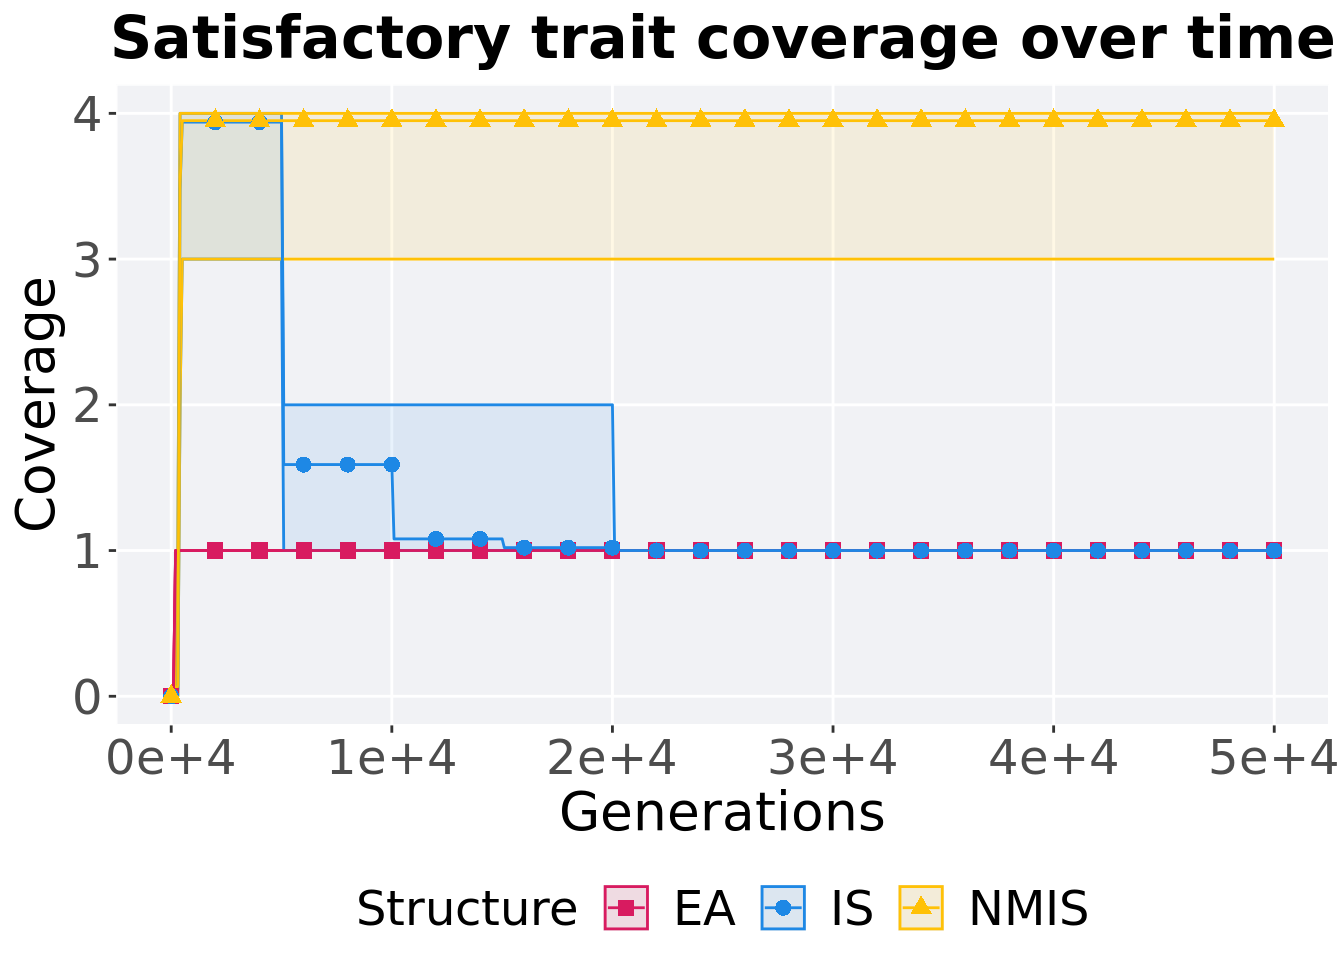 Satisfactory trait coverage over time
4
3
2
1
0
Coverage
0e+4 1e+4 2e+4 3e+4 4e+4 5e+4
Generations
Structure EA IS NMIS